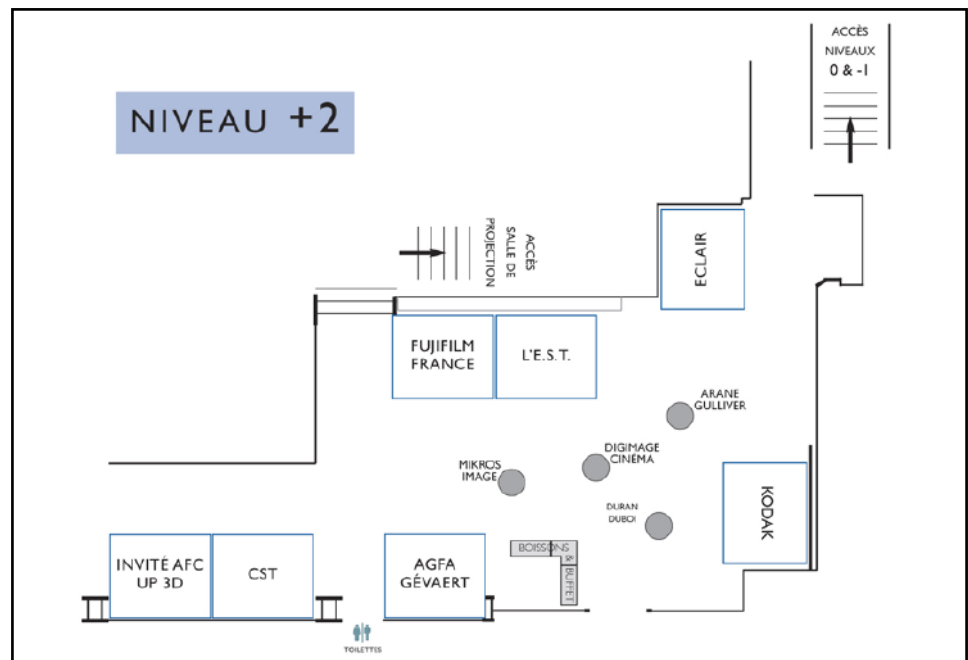 ACCÈS
NIVEAUX
0 & -1
NIVEAU +2
ACCÈS
SALLE DE
PROJECTION
ECLAIR
FUJIFILM
FRANCE
L'E.S.T.
ARANE
GULLIVER
DIGIMAGE
CINÉMA
MIKROS
IMAGE
KODAK
DURAN
DUBOI
BOISSONS
&
BUFFET
INVITÉ AFC
UP 3D
CST
AGFA
GÉVAERT
TOILETTES